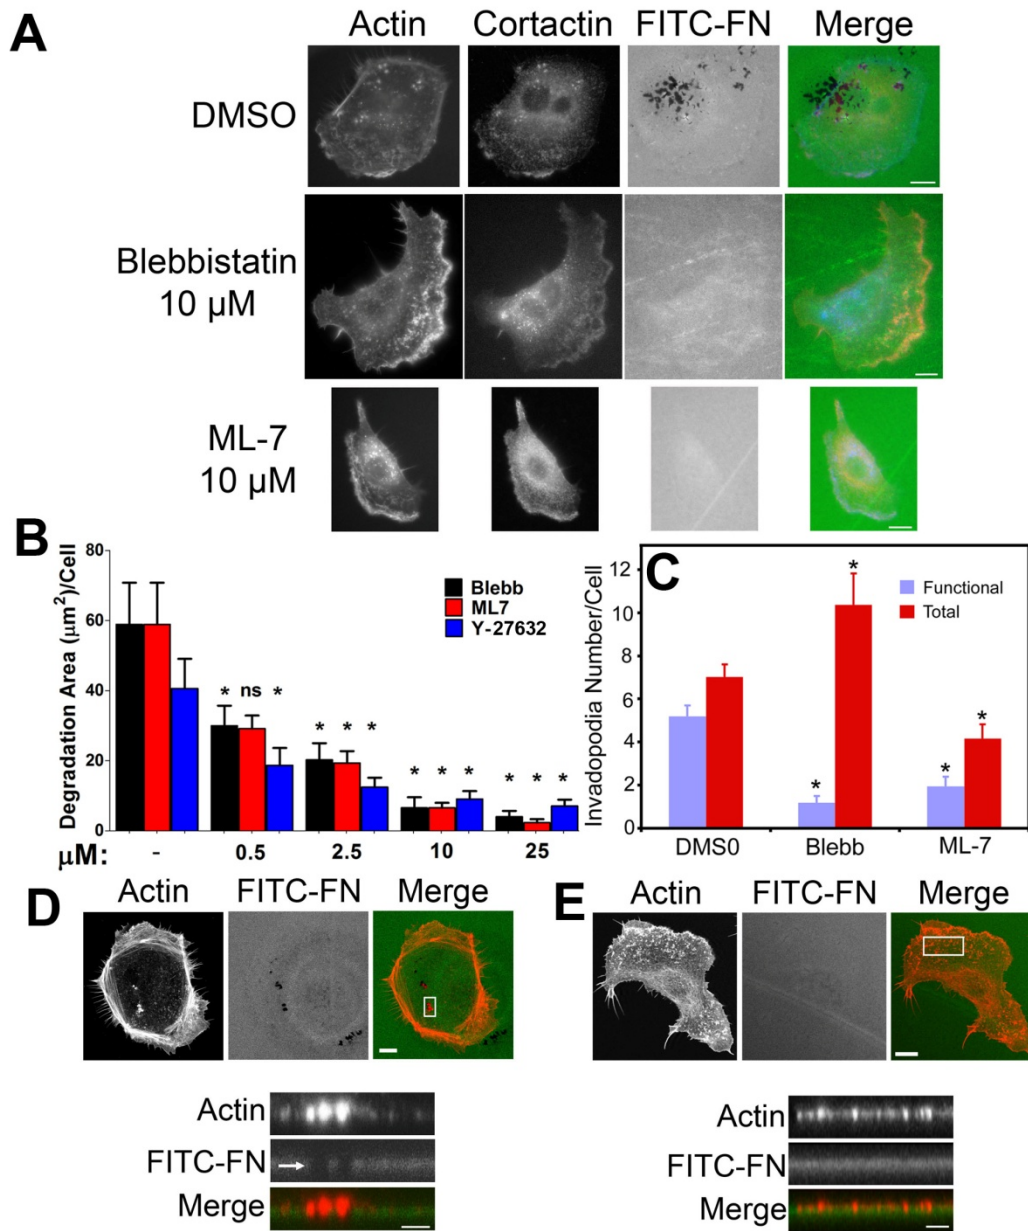 A
Actin Cortactin FITC-FN Merge
DMSO
Blebbistatin
10 µM
ML-7
10 µM
B
Degradation Area (µm²)/Cell
80
60
40
20
0
Blebb
ML7
Y-27632
* ns *
* * *
* * *
* * *
µM: - 0.5 2.5 10 25
C
Invadopodia Number/Cell
12
10
8
6
4
2
0
Functional
Total
*
*
*
*
DMS0 Blebb ML-7
D
Actin FITC-FN Merge
Actin
FITC-FN
Merge
E
Actin FITC-FN Merge
Actin
FITC-FN
Merge